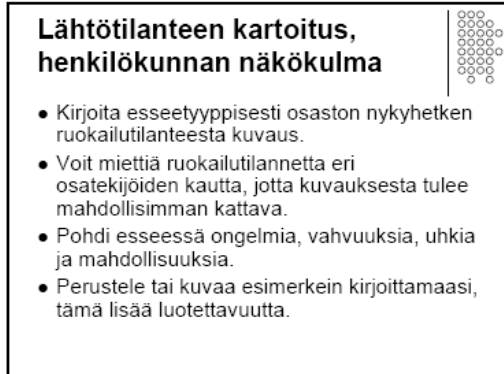 Lähtötilanteen kartoitus,
henkilökunnan näkökulma
• Kirjoita esseetyyppisesti osaston nykyhetken
ruokailutilanteesta kuvaus.
• Voit miettiä ruokailutilannetta eri
osatekijöiden kautta, jotta kuvauksesta tulee
mahdollisimman kattava.
• Pohdi esseessä ongelmia, vahvuuksia, uhkia
ja mahdollisuuksia.
• Perustele tai kuvaa esimerkein kirjoittamaasi,
tämä lisää luotettavuutta.